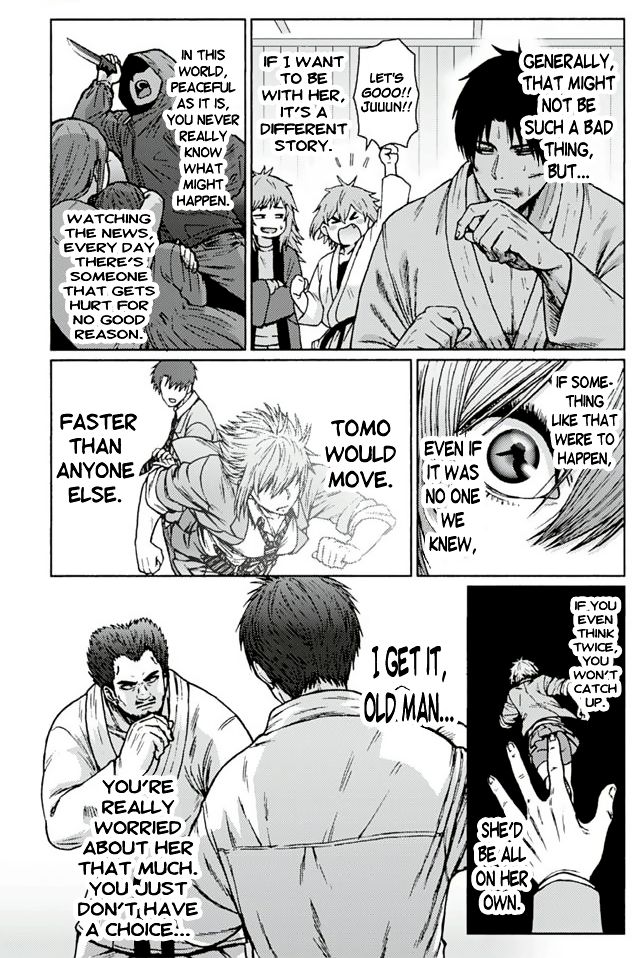 GENERALLY,
THAT MIGHT
NOT BE
SUCH A BAD
THING,
BUT...
LET'S
GOOO!!
JUUUN!!
IF I WANT
TO BE
WITH HER,
IT'S A
DIFFERENT
STORY.
IN THIS
WORLD,
PEACEFUL
AS IT IS,
YOU NEVER
REALLY
KNOW
WHAT
MIGHT
HAPPEN.
WATCHING
THE NEWS,
EVERY DAY
THERE'S
SOMEONE
THAT GETS
HURT FOR
NO GOOD
REASON.
IF SOME-
THING
LIKE THAT
WERE TO
HAPPEN,
EVEN IF
IT WAS
NO ONE
WE
KNEW,
TOMO
WOULD
MOVE.
FASTER
THAN
ANYONE
ELSE.
IF YOU
EVEN
THINK
TWICE,
YOU
WON'T
CATCH
UP.
SHE'D
BE ALL
ON HER
OWN.
I GET IT,
OLD MAN...
YOU'RE
REALLY
WORRIED
ABOUT HER
THAT MUCH.
YOU JUST
DON'T HAVE
A CHOICE...